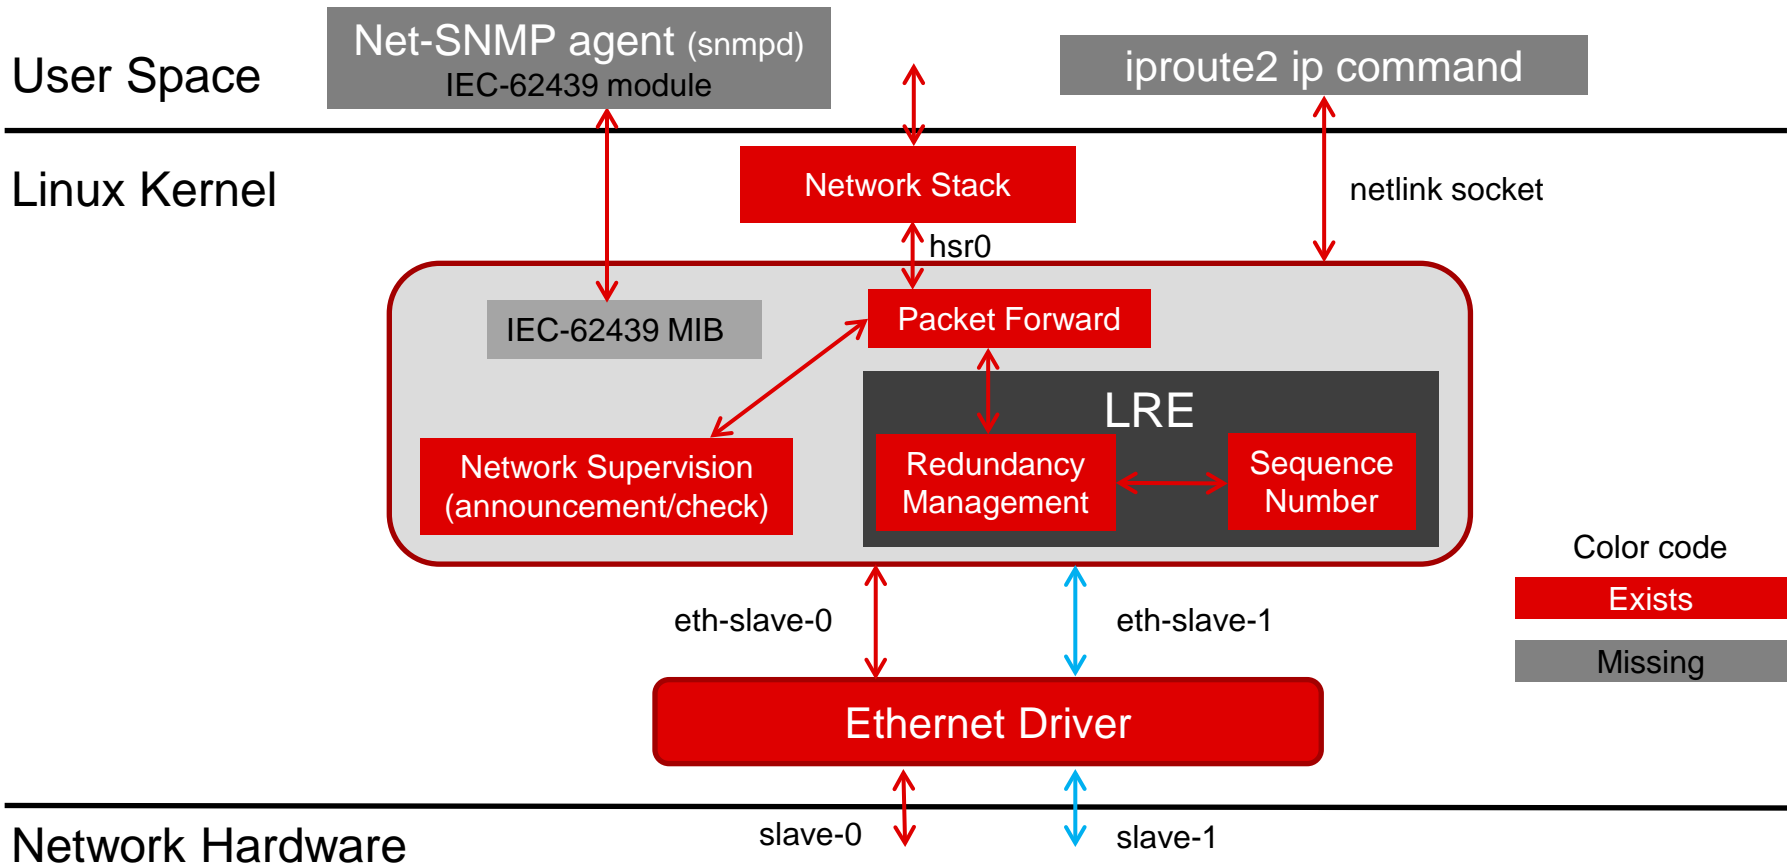 Net-SNMP agent (snmpd)
IEC-62439 module
iproute2 ip command
User Space
Linux Kernel
Network Stack
netlink socket
hsr0
IEC-62439 MIB
Packet Forward
LRE
Network Supervision
(announcement/check)
Redundancy
Management
Sequence
Number
Color code
Exists
Missing
eth-slave-0
eth-slave-1
Ethernet Driver
slave-0
slave-1
Network Hardware